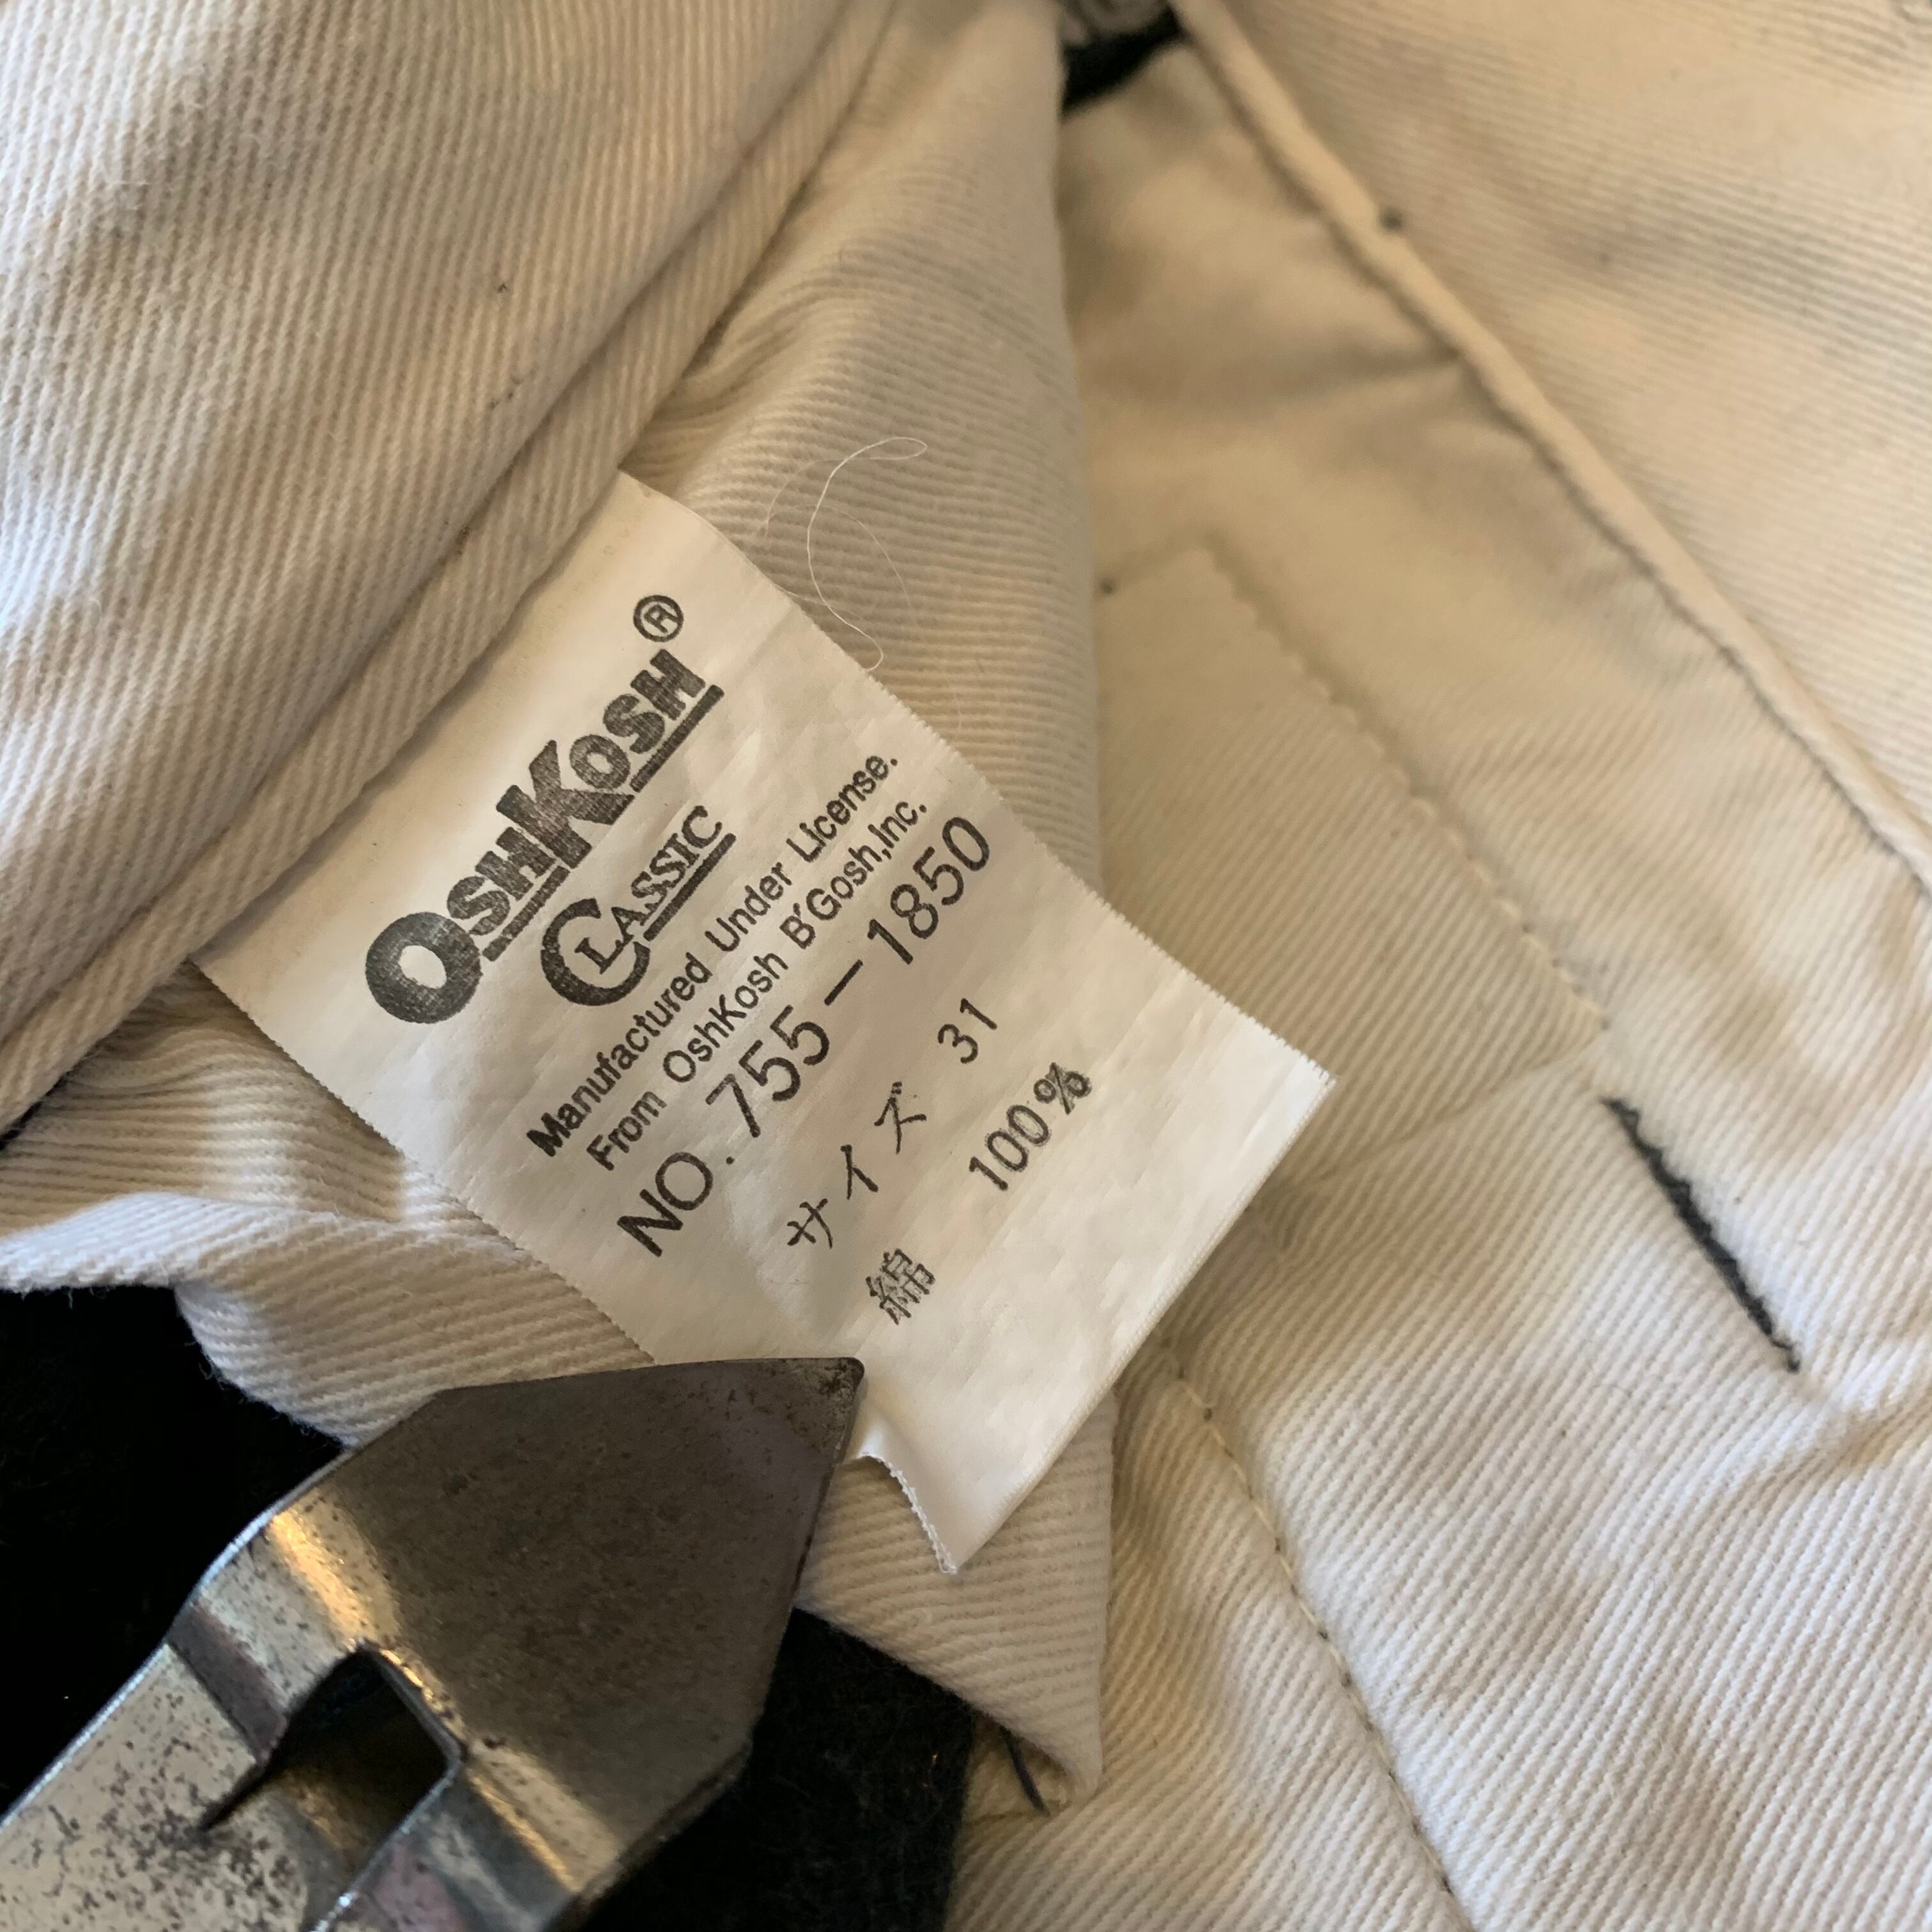 OSHKOSH®
CLASSIC
Manufactured Under License.
From OshKosh B'Gosh,Inc.
NO.755-1850
サイズ 31
綿 100%